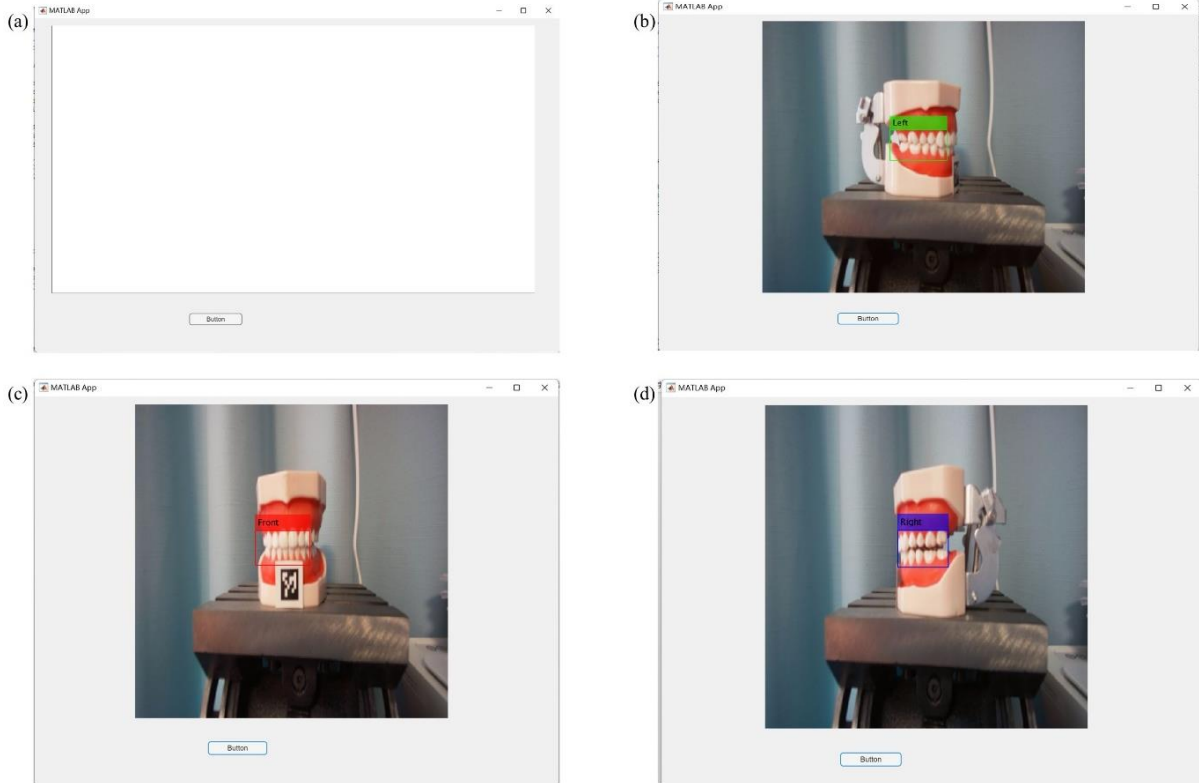 (a)
MATLAB App
Button
(b)
MATLAB App
Left
Button
(c)
MATLAB App
Front
Button
(d)
MATLAB App
Right
Button